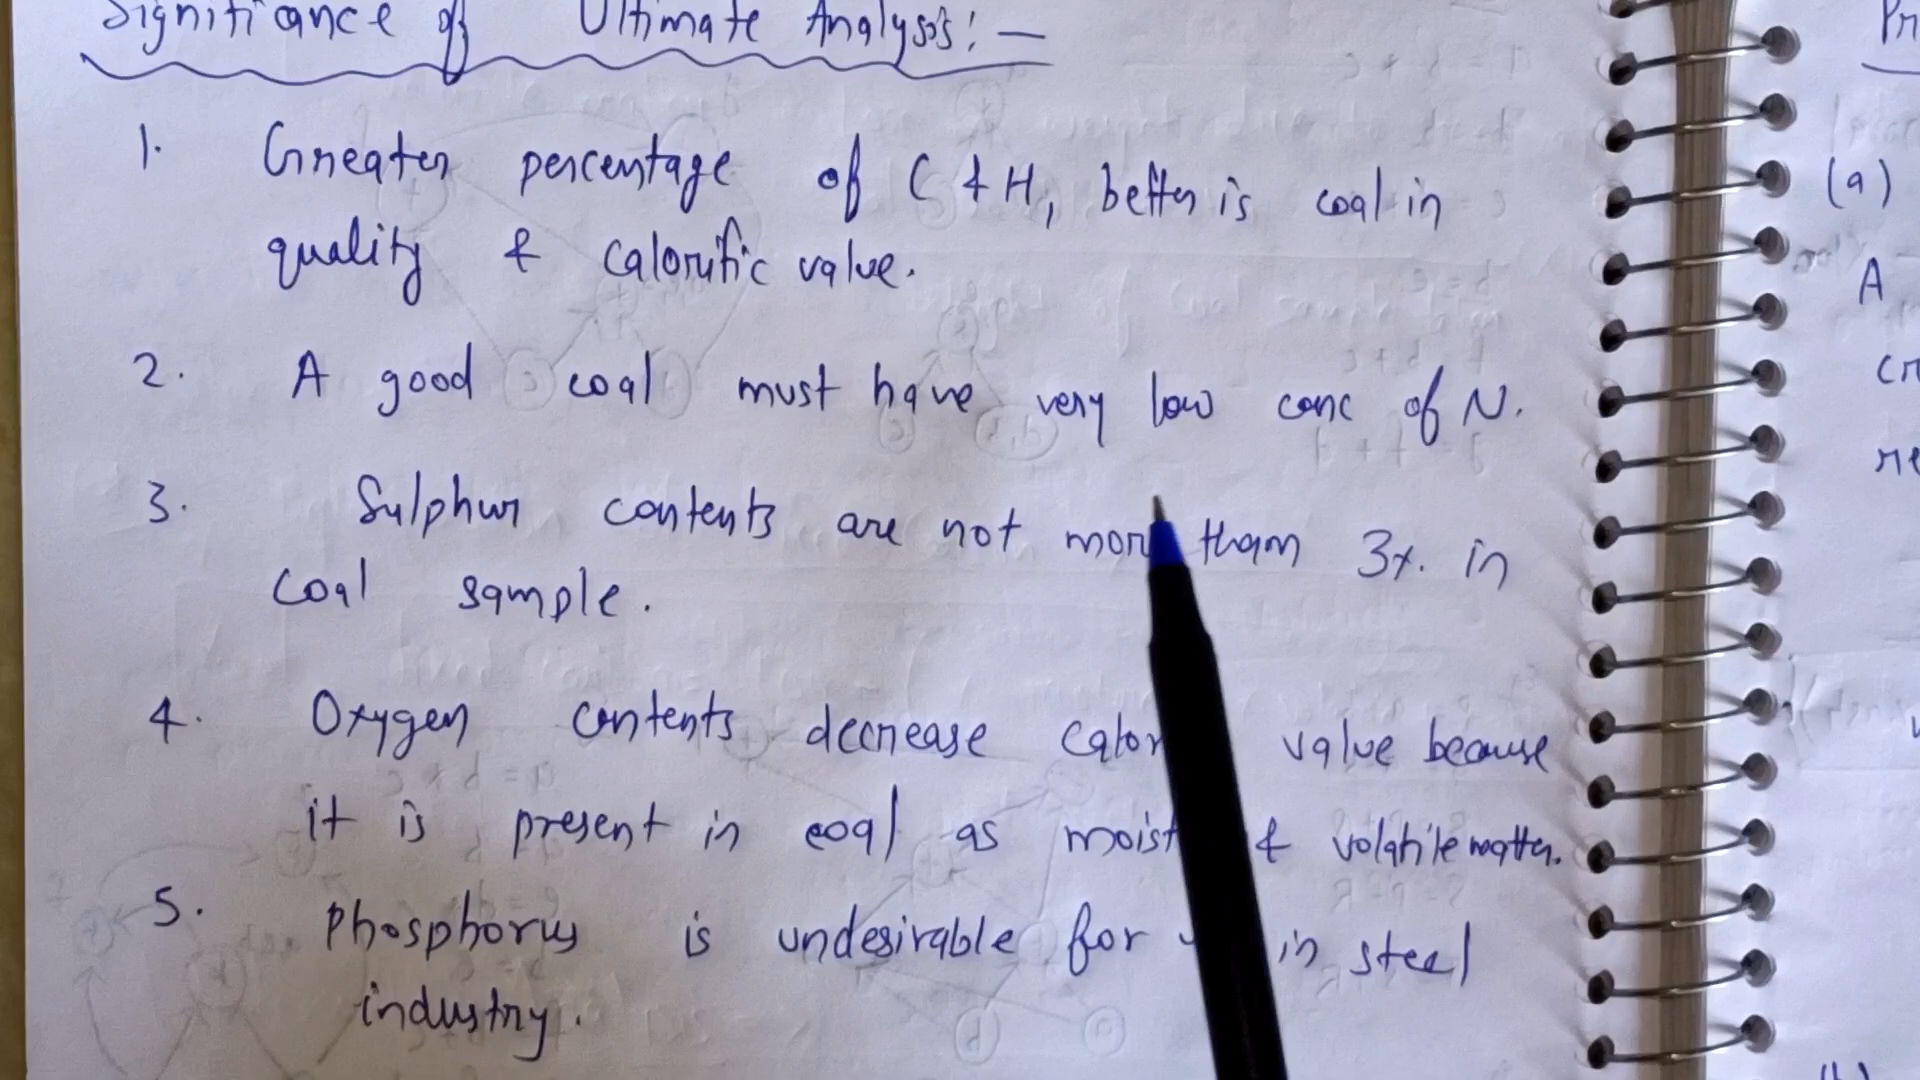 Significance of Ultimate Analysis:—
1. Greater percentage of C & H, better is coal in
quality & calorific value.
2. A good coal must have very low conc of N.
3. Sulphur contents are not more than 3%. in
coal sample.
4. Oxygen contents decrease calor value because
it is present in coal as moist & volatile matter.
5. Phosphorus is undesirable for in steel
industry.
Pr
(a)
A
cr
re